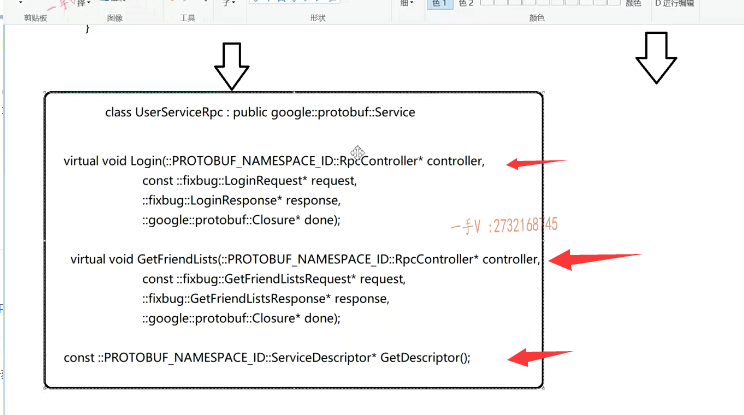 剪贴板
图像
工具
形状
细
色 1
色 2
颜色
颜色
D 进行编辑
}
class UserServiceRpc : public google::protobuf::Service
virtual void Login(::PROTOBUF_NAMESPACE_ID::RpcController* controller,
const ::fixbug::LoginRequest* request,
::fixbug::LoginResponse* response,
::google::protobuf::Closure* done);
一手V :2732168745
virtual void GetFriendLists(::PROTOBUF_NAMESPACE_ID::RpcController* controller,
const ::fixbug::GetFriendListsRequest* request,
::fixbug::GetFriendListsResponse* response,
::google::protobuf::Closure* done);
const ::PROTOBUF_NAMESPACE_ID::ServiceDescriptor* GetDescriptor();